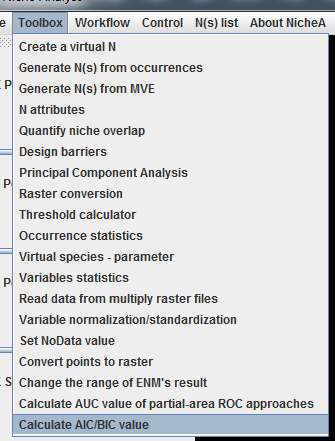 Toolbox Workflow Control N(s) list About NicheA
Create a virtual N
Generate N(s) from occurrences
Generate N(s) from MVE
N attributes
Quantify niche overlap
Design barriers
Principal Component Analysis
Raster conversion
Threshold calculator
Occurrence statistics
Virtual species - parameter
Variables statistics
Read data from multiply raster files
Variable normalization/standardization
Set NoData value
Convert points to raster
Change the range of ENM's result
Calculate AUC value of partial-area ROC approaches
Calculate AIC/BIC value